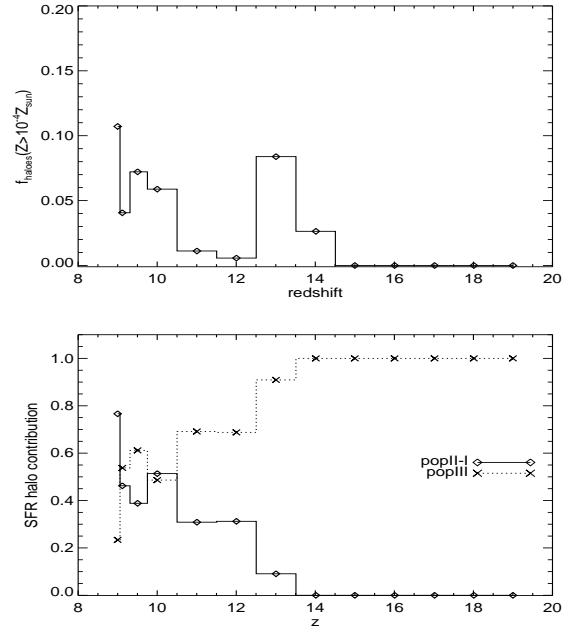 0.20
0.15
0.10
0.05
0.00
f_haloes(Z>10^-4 Z_sun)
8 10 12 14 16 18 20
redshift
1.0
0.8
0.6
0.4
0.2
0.0
SFR halo contribution
popII-I
popIII
8 10 12 14 16 18 20
z